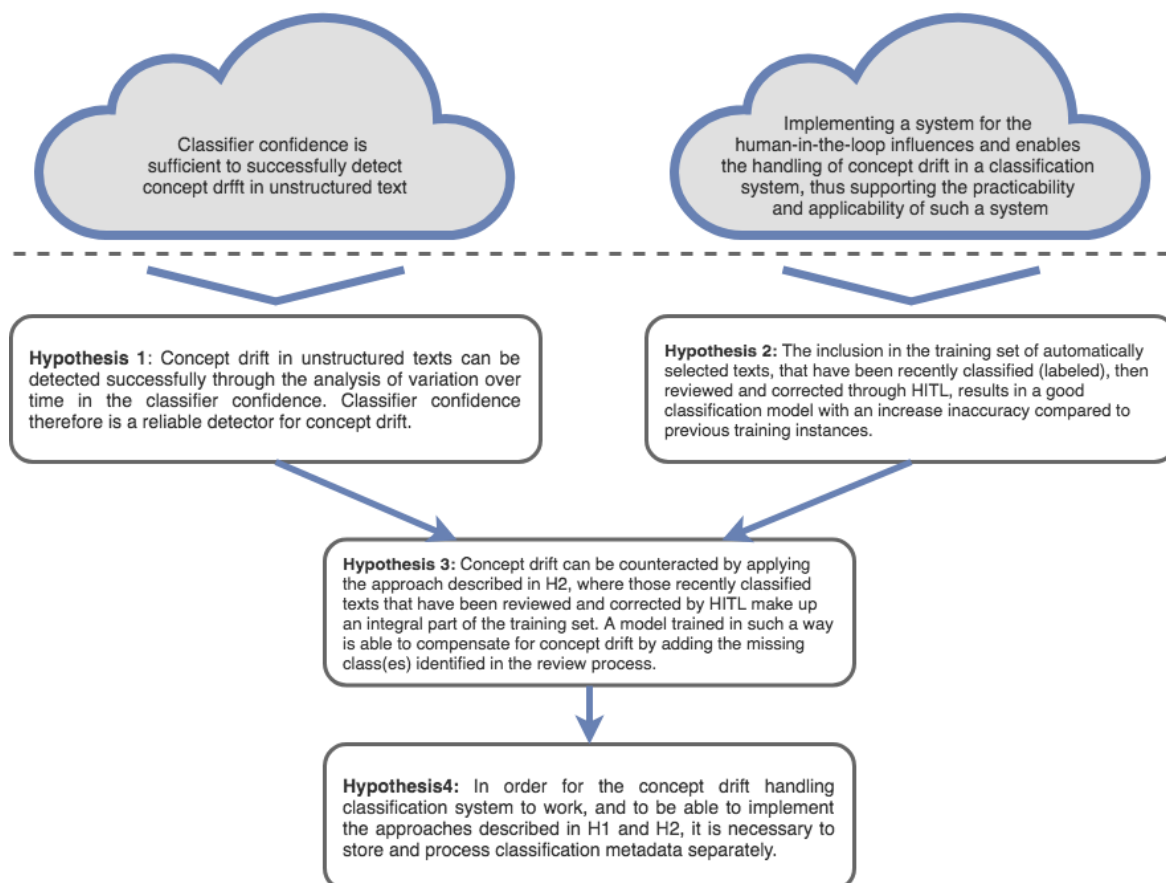 Classifier confidence is
sufficient to successfully detect
concept drfft in unstructured text
Implementing a system for the
human-in-the-loop influences and enables
the handling of concept drift in a classification
system, thus supporting the practicability
and applicability of such a system
Hypothesis 1: Concept drift in unstructured texts can be
detected successfully through the analysis of variation over
time in the classifier confidence. Classifier confidence
therefore is a reliable detector for concept drift.
Hypothesis 2: The inclusion in the training set of automatically
selected texts, that have been recently classified (labeled), then
reviewed and corrected through HITL, results in a good
classification model with an increase inaccuracy compared to
previous training instances.
Hypothesis 3: Concept drift can be counteracted by applying
the approach described in H2, where those recently classified
texts that have been reviewed and corrected by HITL make up
an integral part of the training set. A model trained in such a way
is able to compensate for concept drift by adding the missing
class(es) identified in the review process.
Hypothesis4: In order for the concept drift handling
classification system to work, and to be able to implement
the approaches described in H1 and H2, it is necessary to
store and process classification metadata separately.